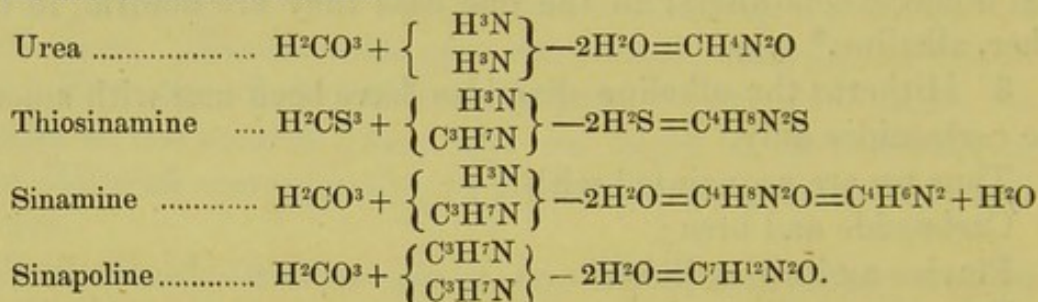 Urea ................ ... H²CO³ + { H³N H³N } —2H²O=CH⁴N²O
Thiosinamine .... H²CS³ + { H³N C³H⁷N } —2H²S=C⁴H⁸N²S
Sinamine ............ H²CO³ + { H³N C³H⁷N } —2H²O=C⁴H⁸N²O=C⁴H⁶N² + H²O
Sinapoline............ H²CO³ + { C³H⁷N C³H⁷N } — 2H²O=C⁷H¹²N²O.